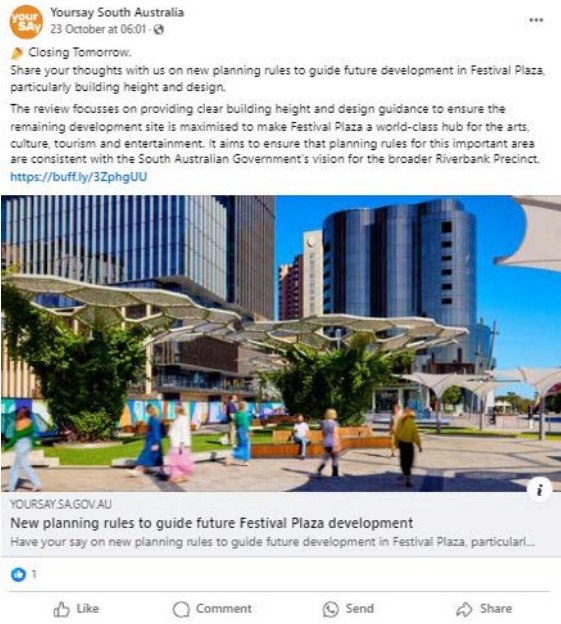 your
SAy
Yoursay South Australia
23 October at 06:01 ·
Closing Tomorrow.
Share your thoughts with us on new planning rules to guide future development in Festival Plaza,
particularly building height and design.
The review focusses on providing clear building height and design guidance to ensure the
remaining development site is maximised to make Festival Plaza a world-class hub for the arts,
culture, tourism and entertainment. It aims to ensure that planning rules for this important area
are consistent with the South Australian Government's vision for the broader Riverbank Precinct.
https://buff.ly/3ZphgUU
YOURSAY.SA.GOV.AU
New planning rules to guide future Festival Plaza development
Have your say on new planning rules to guide future development in Festival Plaza, particularl...
1
Like Comment Send Share